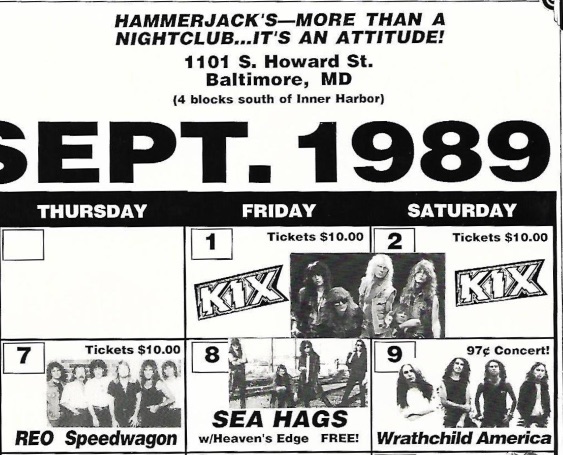 HAMMERJACK'S—MORE THAN A
NIGHTCLUB...IT'S AN ATTITUDE!
1101 S. Howard St.
Baltimore, MD
(4 blocks south of Inner Harbor)
SEPT. 1989
THURSDAY FRIDAY SATURDAY
1 Tickets $10.00 2 Tickets $10.00
KIX KIX
7 Tickets $10.00 8 9 97¢ Concert!
SEA HAGS
REO Speedwagon w/Heaven's Edge FREE! Wrathchild America